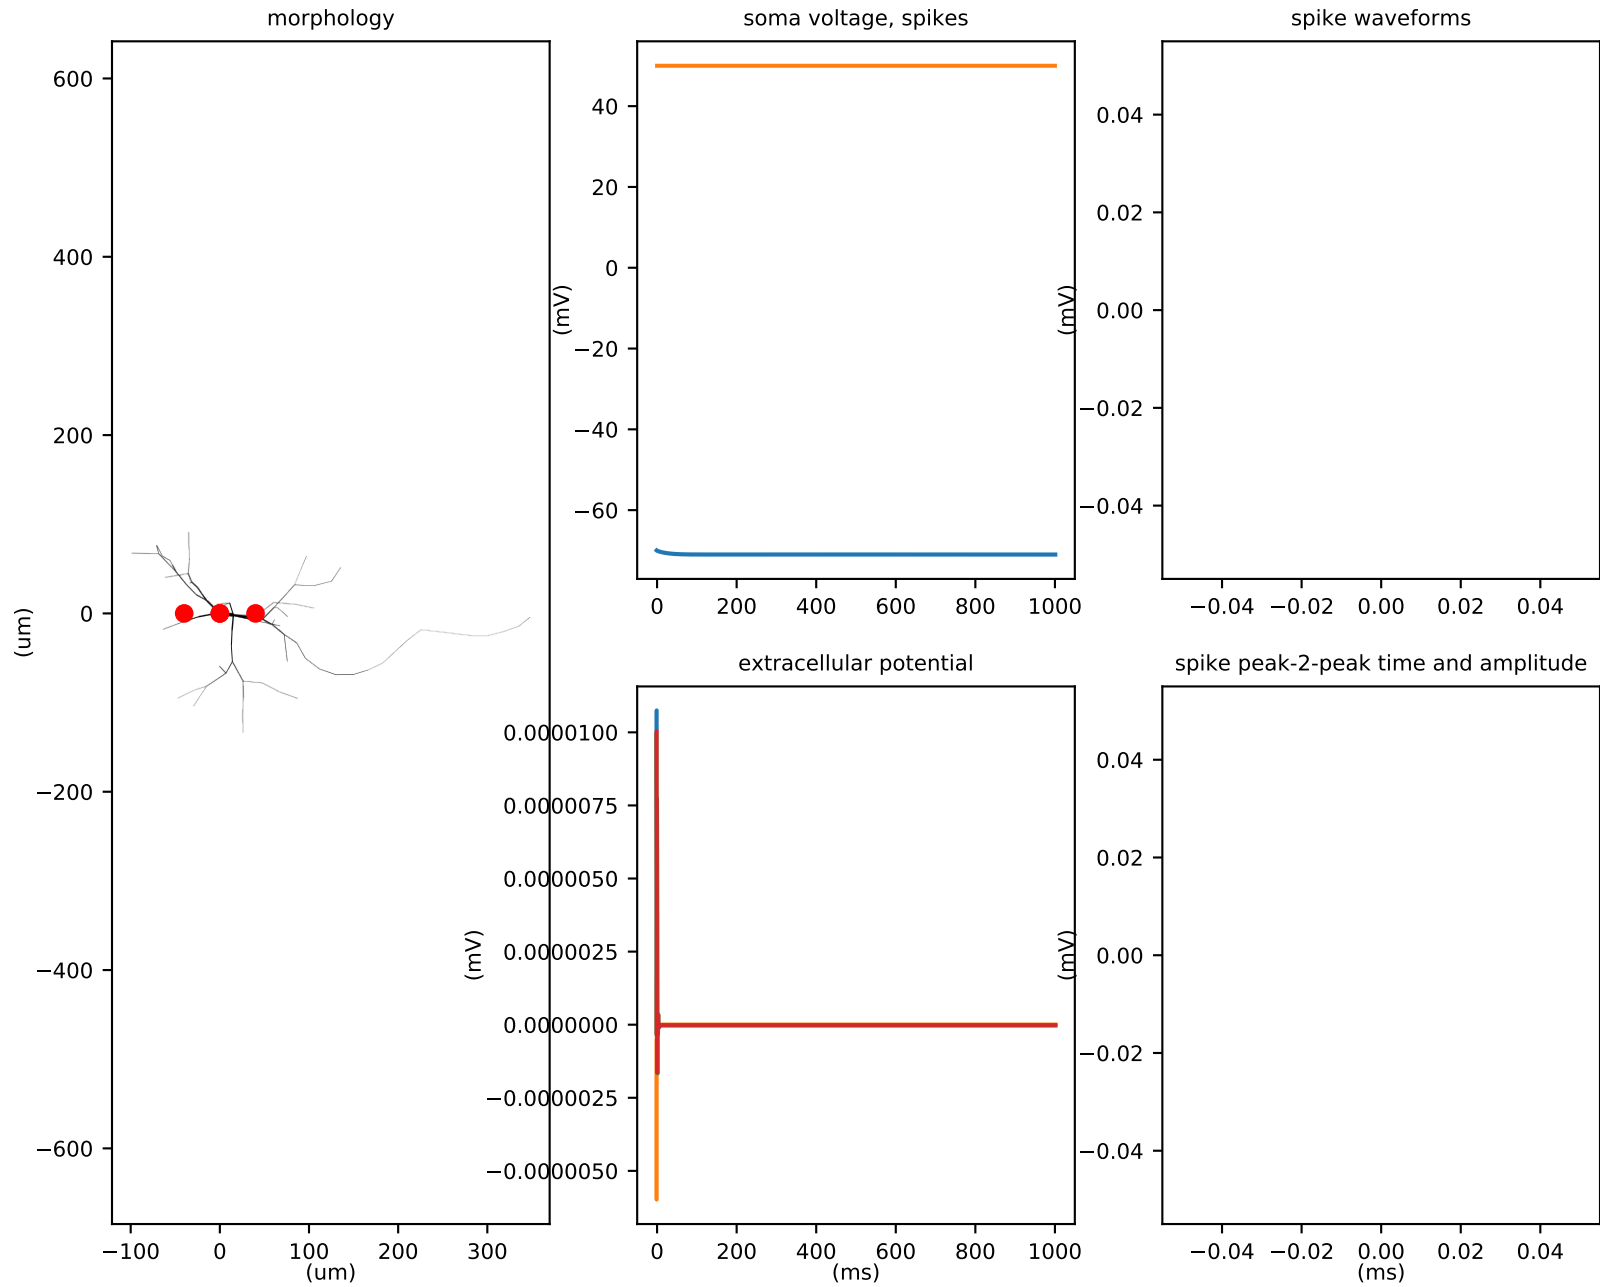 morphology
600
400
200
0
−200
−400
−600
(um)
−100 0 100 200 300
(um)
soma voltage, spikes
40
20
0
−20
−40
−60
(mV)
0 200 400 600 800 1000
spike waveforms
0.04
0.02
0.00
−0.02
−0.04
(mV)
−0.04 −0.02 0.00 0.02 0.04
extracellular potential
0.0000100
0.0000075
0.0000050
0.0000025
0.0000000
−0.0000025
−0.0000050
(mV)
0 200 400 600 800 1000
(ms)
spike peak-2-peak time and amplitude
0.04
0.02
0.00
−0.02
−0.04
(mV)
−0.04 −0.02 0.00 0.02 0.04
(ms)